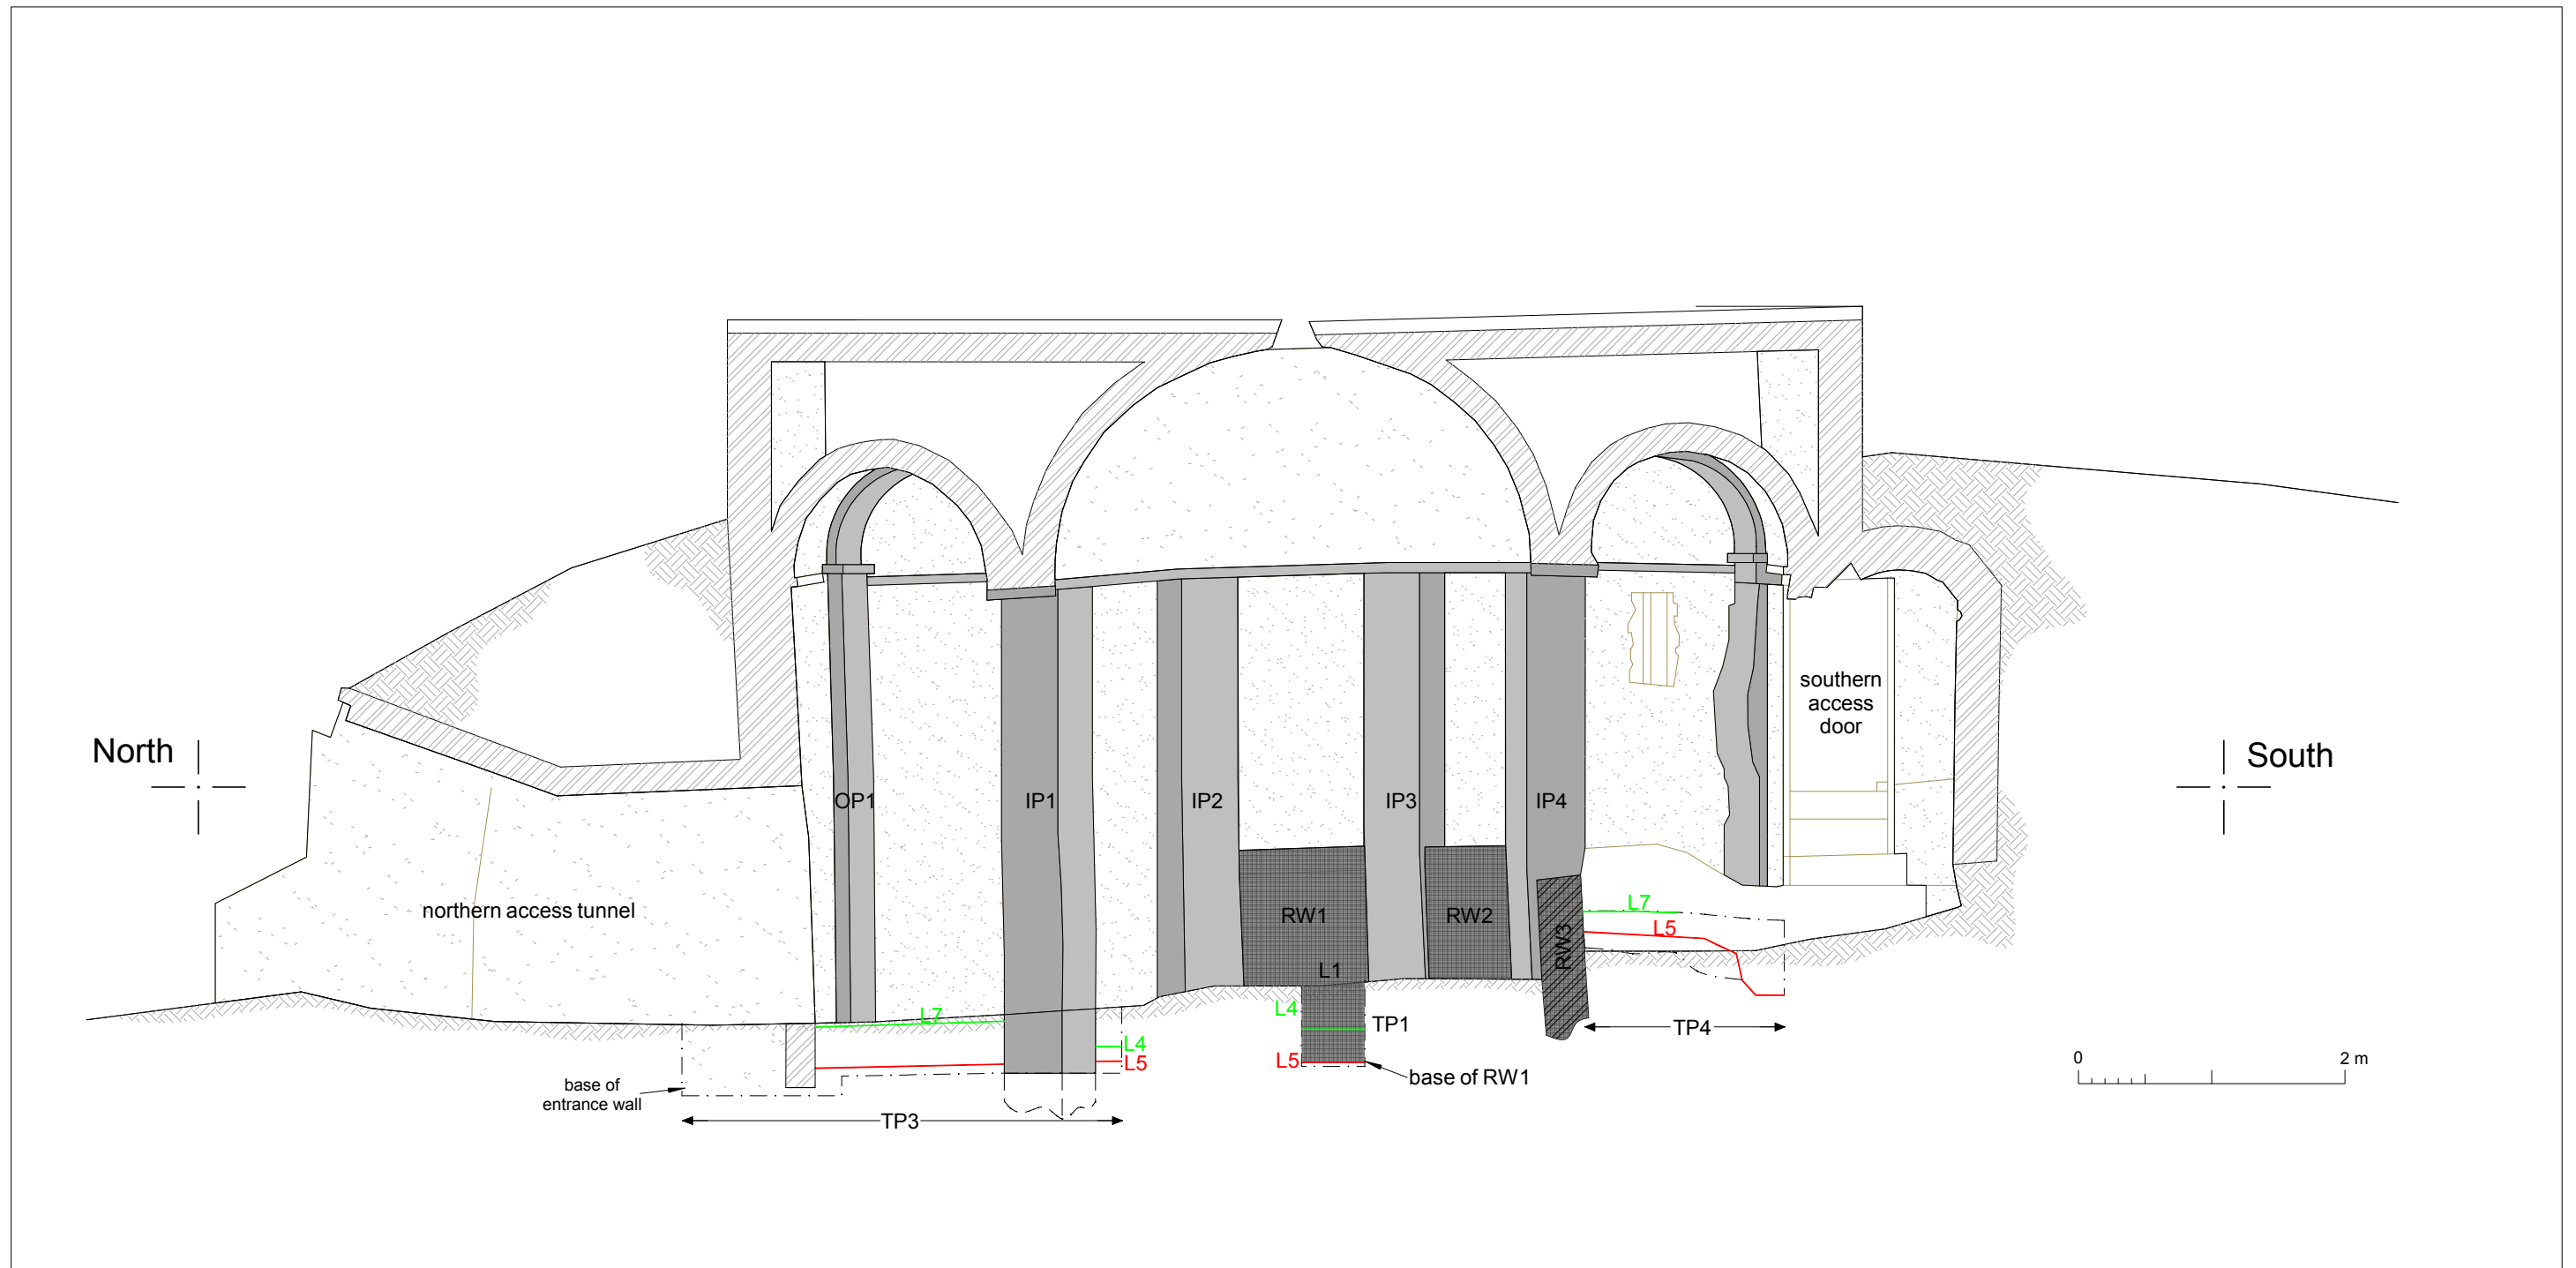 North
South
southern
access
door
OP1
IP1
IP2
IP3
IP4
northern access tunnel
RW1
RW2
RW3
L7
L5
L1
L7
L4
L4
TP1
L5
L5
TP4
base of RW1
base of
entrance wall
TP3
0
2 m